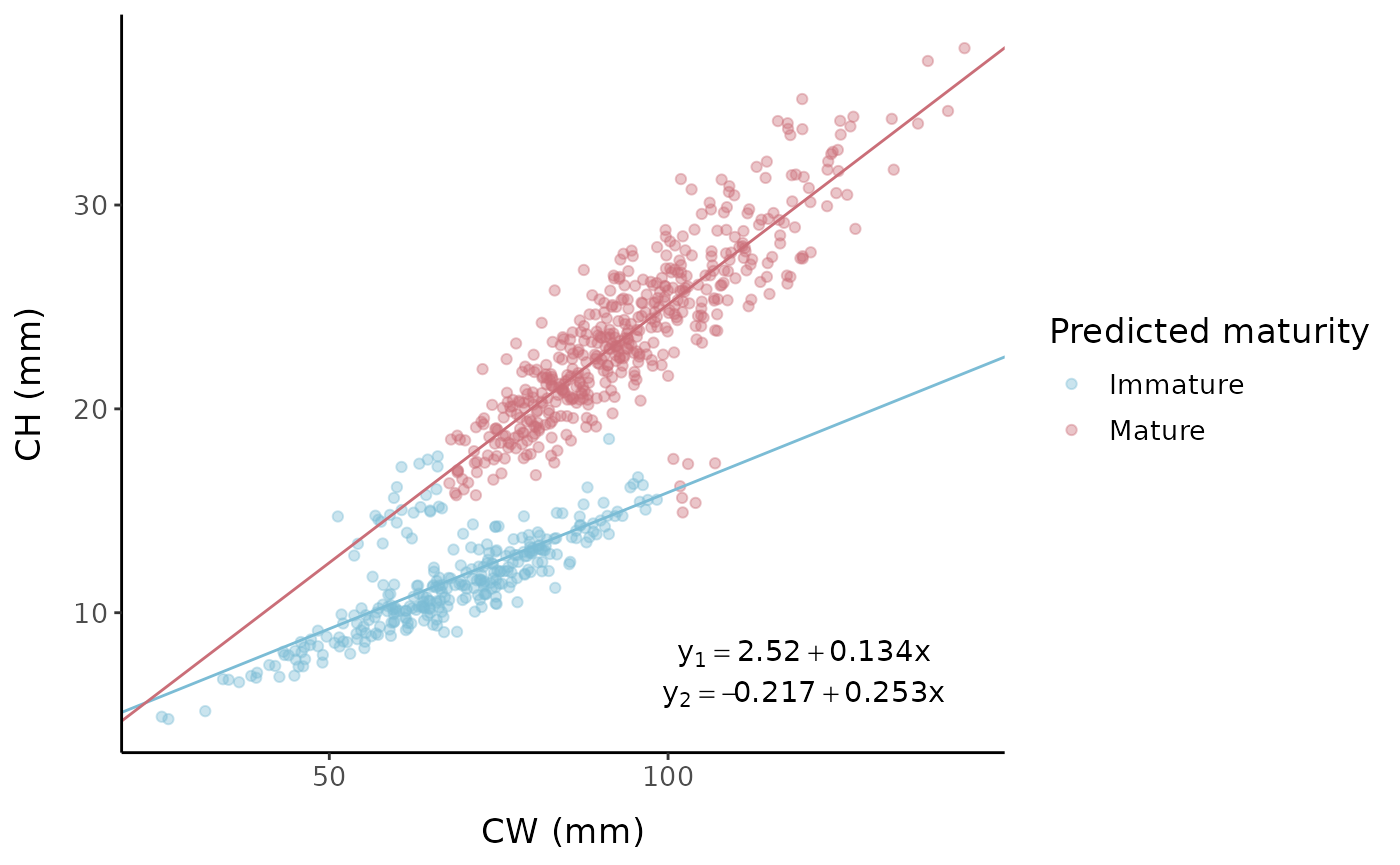 CH (mm)
30
20
10
50
100
CW (mm)
y₁ = 2.52 + 0.134x
y₂ = −0.217 + 0.253x
Predicted maturity
Immature
Mature